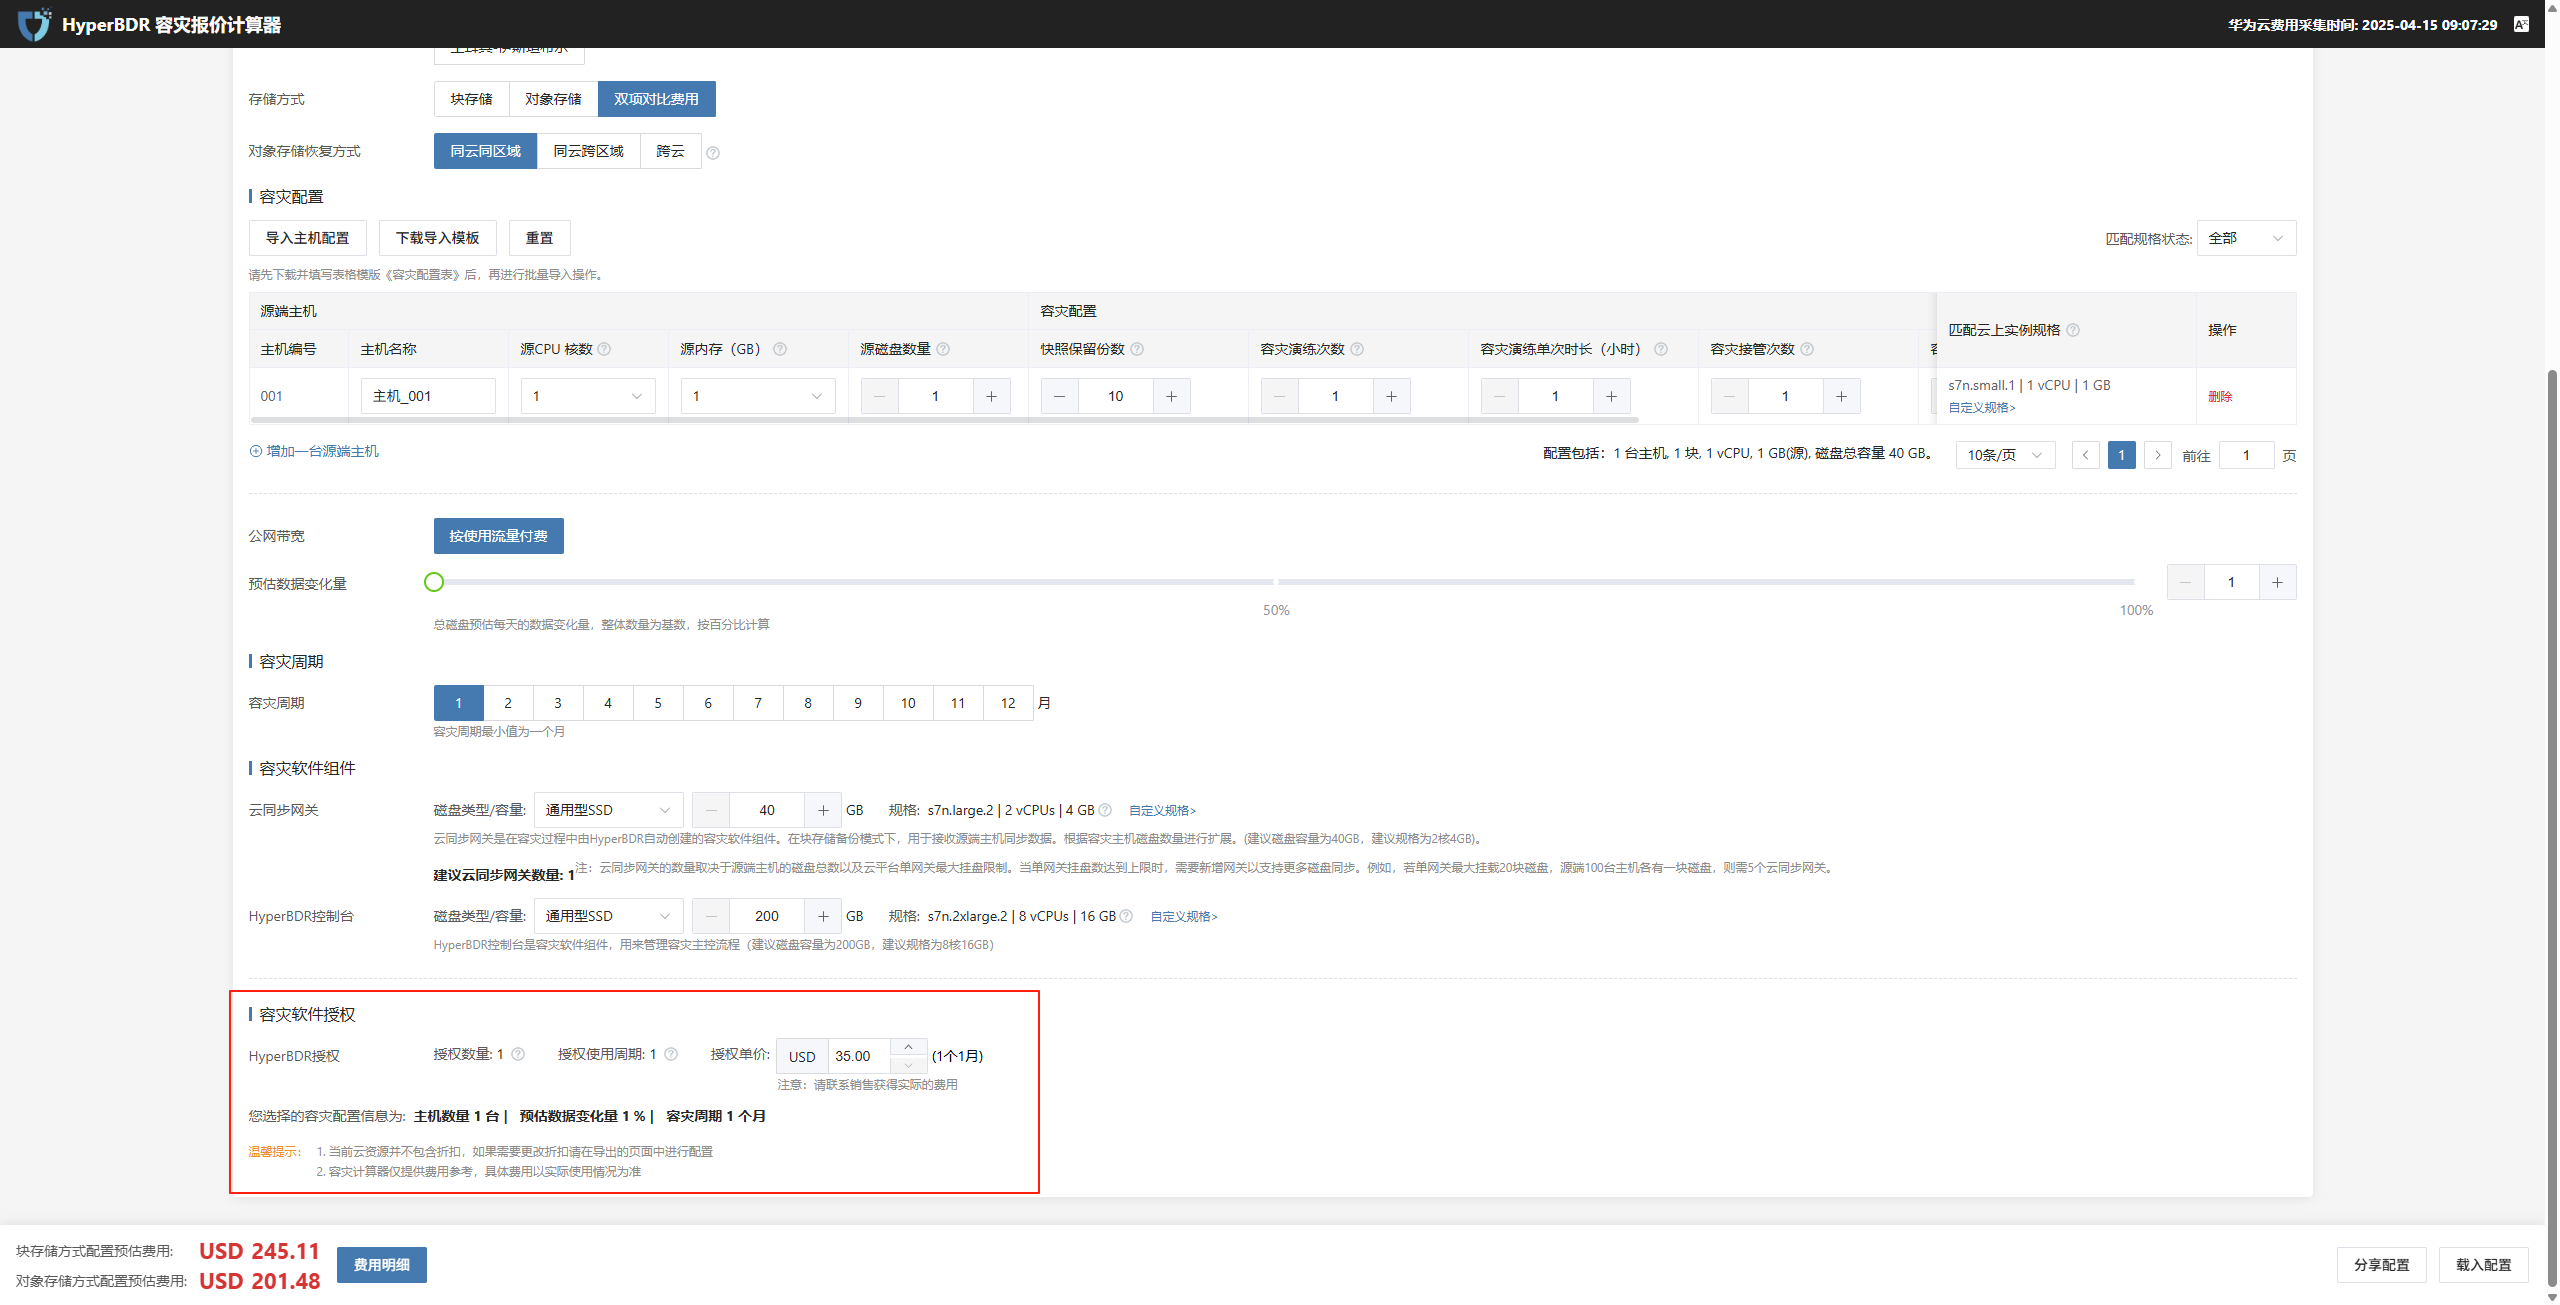 HyperBDR 容灾报价计算器
华为云费用采集时间: 2025-04-15 09:07:29
存储方式
块存储 对象存储 双项对比费用
对象存储恢复方式
同云同区域 同云跨区域 跨云
容灾配置
导入主机配置 下载导入模板 重置
匹配规格状态: 全部
请先下载并填写表格模版《容灾配置表》后，再进行批量导入操作。
源端主机 容灾配置 匹配云上实例规格 操作
主机编号 主机名称 源CPU 核数 源内存（GB） 源磁盘数量 快照保留份数 容灾演练次数 容灾演练单次时长（小时） 容灾接管次数
001 主机_001 1 1 1 10 1 1 1 s7n.small.1 | 1 vCPU | 1 GB 删除
自定义规格>
增加一台源端主机
配置包括：1 台主机, 1 块, 1 vCPU, 1 GB(源), 磁盘总容量 40 GB。 10条/页 1 前往 1 页
公网带宽 按使用流量付费
预估数据变化量 1
50% 100%
总磁盘预估每天的数据变化量，整体数量为基数，按百分比计算
容灾周期
容灾周期 1 2 3 4 5 6 7 8 9 10 11 12 月
容灾周期最小值为一个月
容灾软件组件
云同步网关 磁盘类型/容量: 通用型SSD 40 GB 规格: s7n.large.2 | 2 vCPUs | 4 GB 自定义规格>
云同步网关是在容灾过程中由HyperBDR自动创建的容灾软件组件。在块存储备份模式下，用于接收源端主机同步数据。根据容灾主机磁盘数量进行扩展。(建议磁盘容量为40GB，建议规格为2核4GB)。
建议云同步网关数量: 1 注：云同步网关的数量取决于源端主机的磁盘总数以及云平台单网关最大挂盘限制。当单网关挂盘数达到上限时，需要新增网关以支持更多磁盘同步。例如，若单网关最大挂载20块磁盘，源端100台主机各有一块磁盘，则需5个云同步网关。
HyperBDR控制台 磁盘类型/容量: 通用型SSD 200 GB 规格: s7n.2xlarge.2 | 8 vCPUs | 16 GB 自定义规格>
HyperBDR控制台是容灾软件组件，用来管理容灾主控流程（建议磁盘容量为200GB，建议规格为8核16GB）
容灾软件授权
HyperBDR授权 授权数量: 1 授权使用周期: 1 授权单价: USD 35.00 (1个1月)
注意：请联系销售获得实际的费用
您选择的容灾配置信息为: 主机数量 1 台 | 预估数据变化量 1 % | 容灾周期 1 个月
温馨提示: 1. 当前云资源并不包含折扣，如果需要更改折扣请在导出的页面中进行配置
2. 容灾计算器仅提供费用参考，具体费用以实际使用情况为准
块存储方式配置预估费用: USD 245.11
对象存储方式配置预估费用: USD 201.48
费用明细
分享配置 载入配置